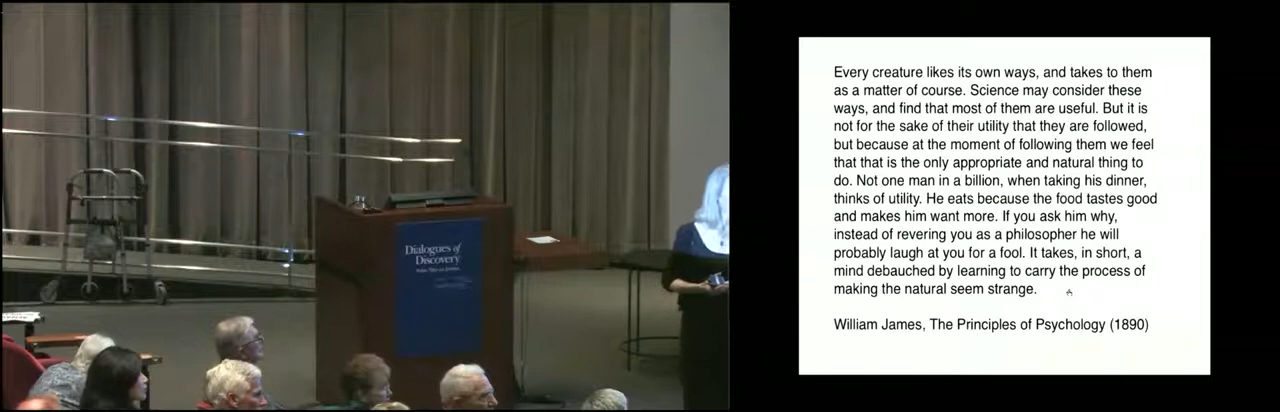 Dialogues of
Discovery
Every creature likes its own ways, and takes to them
as a matter of course. Science may consider these
ways, and find that most of them are useful. But it is
not for the sake of their utility that they are followed,
but because at the moment of following them we feel
that that is the only appropriate and natural thing to
do. Not one man in a billion, when taking his dinner,
thinks of utility. He eats because the food tastes good
and makes him want more. If you ask him why,
instead of revering you as a philosopher he will
probably laugh at you for a fool. It takes, in short, a
mind debauched by learning to carry the process of
making the natural seem strange.
William James, The Principles of Psychology (1890)